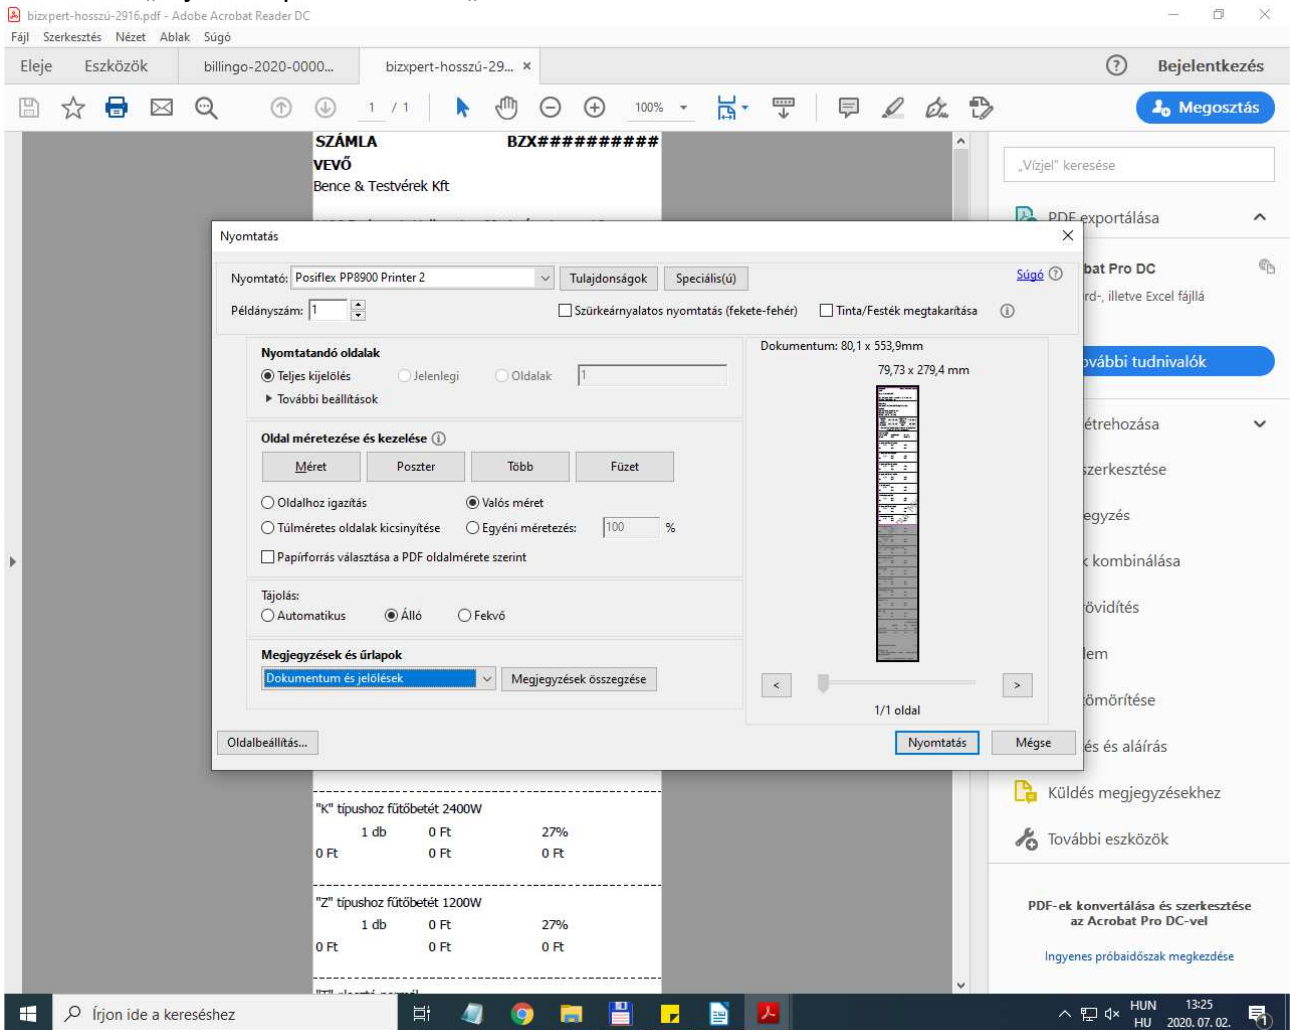 bizxpert-hosszú-2916.pdf - Adobe Acrobat Reader DC
Fájl Szerkesztés Nézet Ablak Súgó
Eleje Eszközök billingo-2020-0000... bizxpert-hosszú-29... × Bejelentkezés
1 / 1 100% Megosztás
SZÁMLA BZX##########
VEVŐ
Bence & Testvérek Kft
„Vízjel" keresése
PDF exportálása
bat Pro DC
rd-, illetve Excel fájllá
ovábbi tudnivalók
étrehozása
szerkesztése
egyzés
k kombinálása
övidítés
lem
ömörítése
és és aláírás
Küldés megjegyzésekhez
További eszközök
PDF-ek konvertálása és szerkesztése
az Acrobat Pro DC-vel
Ingyenes próbaidőszak megkezdése
Nyomtatás
Nyomtató: Posiflex PP8900 Printer 2 Tulajdonságok Speciális(ú) Súgó
Példányszám: 1 Szürkeárnyalatos nyomtatás (fekete-fehér) Tinta/Festék megtakarítása
Nyomtatandó oldalak
Teljes kijelölés Jelenlegi Oldalak 1
További beállítások
Oldal méretezése és kezelése
Méret Poszter Több Füzet
Oldalhoz igazítás Valós méret
Túlméretes oldalak kicsinyítése Egyéni méretezés: 100 %
Papírforrás választása a PDF oldalmérete szerint
Tájolás:
Automatikus Álló Fekvő
Megjegyzések és űrlapok
Dokumentum és jelölések Megjegyzések összegzése
Dokumentum: 80,1 x 553,9mm
79,73 x 279,4 mm
< >
1/1 oldal
Oldalbeállítás... Nyomtatás Mégse
"K" típushoz fűtőbetét 2400W
1 db 0 Ft 27%
0 Ft 0 Ft 0 Ft
"Z" típushoz fűtőbetét 1200W
1 db 0 Ft 27%
0 Ft 0 Ft 0 Ft
Írjon ide a kereséshez
HUN 13:25
HU 2020. 07. 02.
1